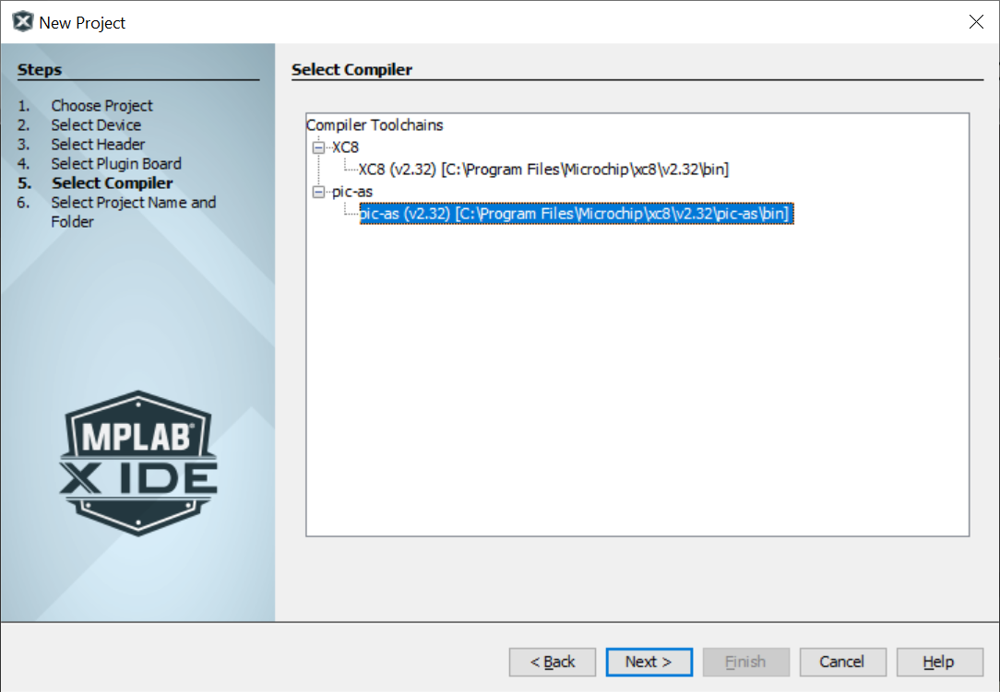 New Project
Steps
1. Choose Project
2. Select Device
3. Select Header
4. Select Plugin Board
5. Select Compiler
6. Select Project Name and
Folder
MPLAB®
X IDE
Select Compiler
Compiler Toolchains
XC8
XC8 (v2.32) [C:\Program Files\Microchip\xc8\v2.32\bin]
pic-as
pic-as (v2.32) [C:\Program Files\Microchip\xc8\v2.32\pic-as\bin]
< Back
Next >
Finish
Cancel
Help